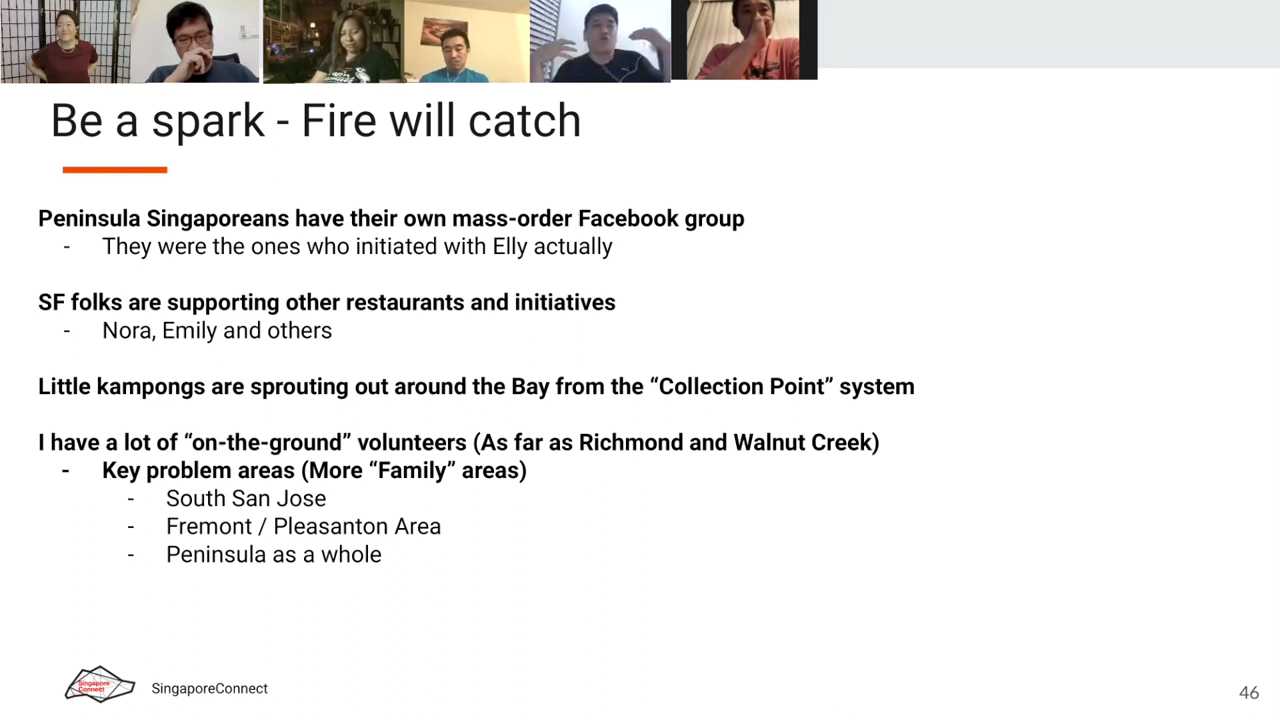 Be a spark - Fire will catch
Peninsula Singaporeans have their own mass-order Facebook group
- They were the ones who initiated with Elly actually
SF folks are supporting other restaurants and initiatives
- Nora, Emily and others
Little kampongs are sprouting out around the Bay from the “Collection Point” system
I have a lot of “on-the-ground” volunteers (As far as Richmond and Walnut Creek)
- Key problem areas (More “Family” areas)
- South San Jose
- Fremont / Pleasanton Area
- Peninsula as a whole
Singapore
Connect
SingaporeConnect
46